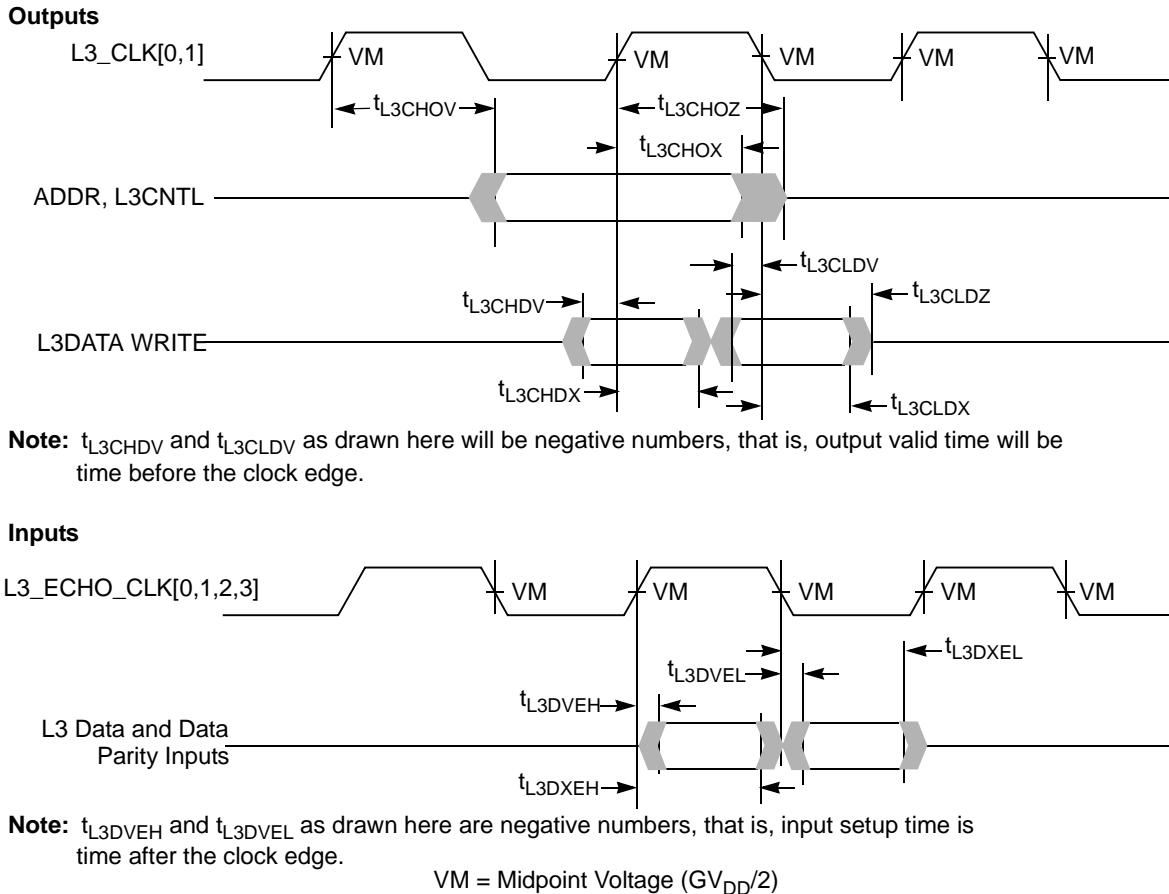 Outputs
L3_CLK[0,1]
VM VM VM VM VM
tL3CHOV
tL3CHOZ
tL3CHOX
ADDR, L3CNTL
tL3CLDV
tL3CHDV
tL3CLDZ
L3DATA WRITE
tL3CHDX
tL3CLDX
Note: tL3CHDV and tL3CLDV as drawn here will be negative numbers, that is, output valid time will be
time before the clock edge.
Inputs
L3_ECHO_CLK[0,1,2,3]
VM VM VM VM VM
tL3DXEL
tL3DVEL
tL3DVEH
L3 Data and Data
Parity Inputs
tL3DXEH
Note: tL3DVEH and tL3DVEL as drawn here are negative numbers, that is, input setup time is
time after the clock edge.
VM = Midpoint Voltage (GVDD/2)